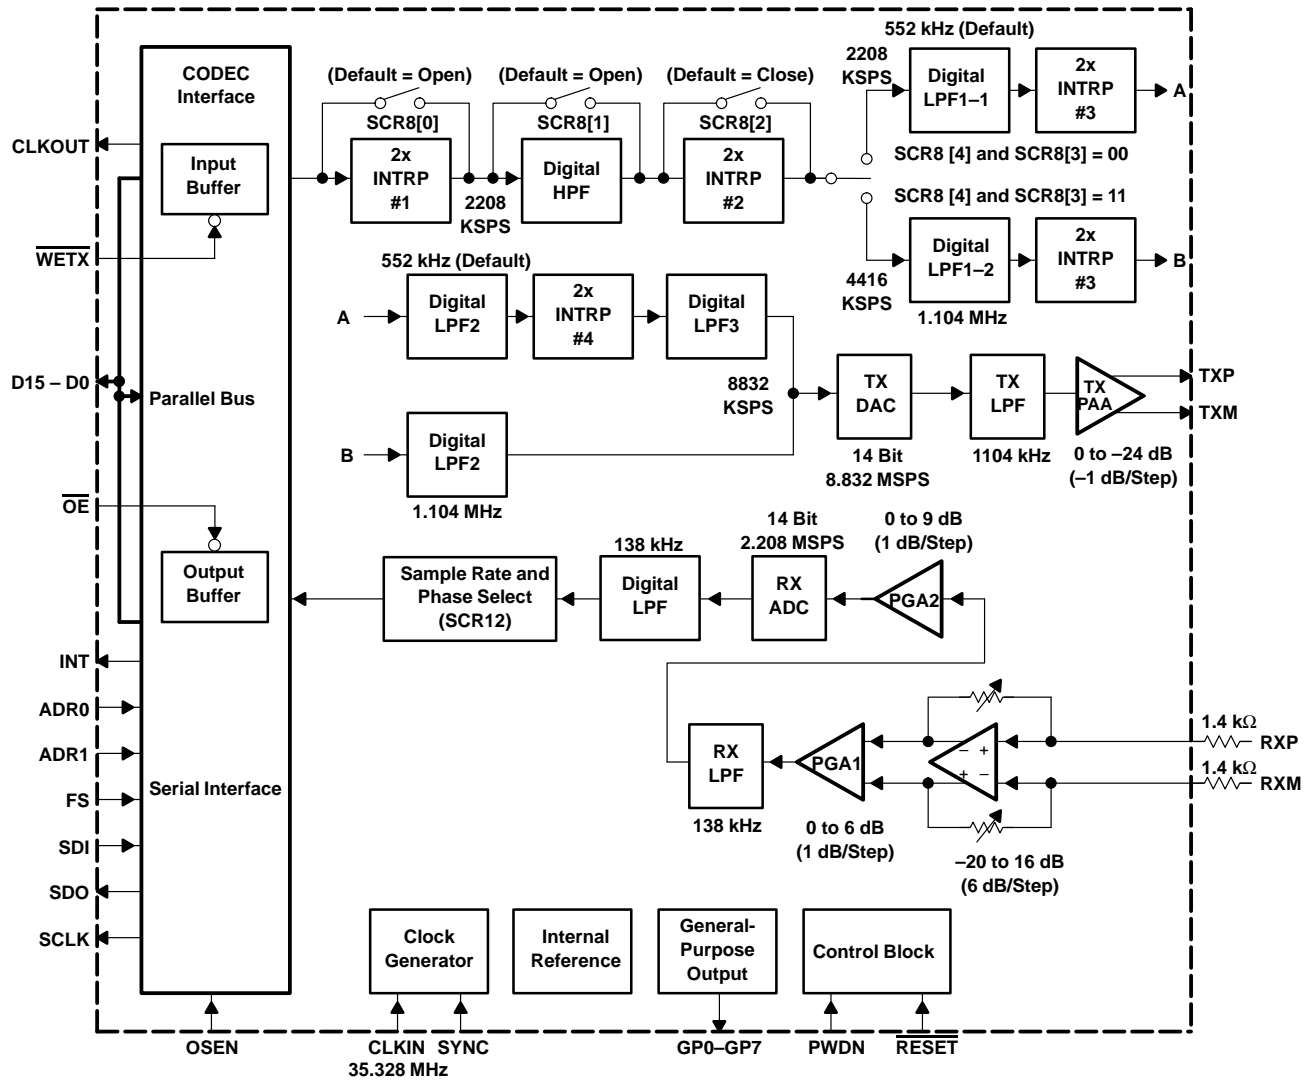 552 kHz (Default)
2208
KSPS
CODEC
Interface
(Default = Open)
(Default = Open)
(Default = Close)
Digital
LPF1–1
2x
INTRP
#3
A
SCR8[0]
SCR8[1]
SCR8[2]
CLKOUT
Input
Buffer
2x
INTRP
#1
2208
KSPS
Digital
HPF
2x
INTRP
#2
SCR8 [4] and SCR8[3] = 00
SCR8 [4] and SCR8[3] = 11
WETX
552 kHz (Default)
4416
KSPS
Digital
LPF1–2
2x
INTRP
#3
B
1.104 MHz
A
Digital
LPF2
2x
INTRP
#4
Digital
LPF3
D15 – D0
Parallel Bus
8832
KSPS
TX
DAC
TX
LPF
TX
PAA
TXP
TXM
14 Bit
8.832 MSPS
1104 kHz
0 to –24 dB
(–1 dB/Step)
B
Digital
LPF2
1.104 MHz
OE
Output
Buffer
Sample Rate and
Phase Select
(SCR12)
138 kHz
Digital
LPF
14 Bit
2.208 MSPS
RX
ADC
0 to 9 dB
(1 dB/Step)
PGA2
INT
ADR0
ADR1
FS
SDI
SDO
SCLK
Serial Interface
RX
LPF
138 kHz
PGA1
0 to 6 dB
(1 dB/Step)
– +
+ –
–20 to 16 dB
(6 dB/Step)
1.4 kΩ
RXP
1.4 kΩ
RXM
Clock
Generator
Internal
Reference
General-
Purpose
Output
Control Block
OSEN
CLKIN
35.328 MHz
SYNC
GP0–GP7
PWDN
RESET